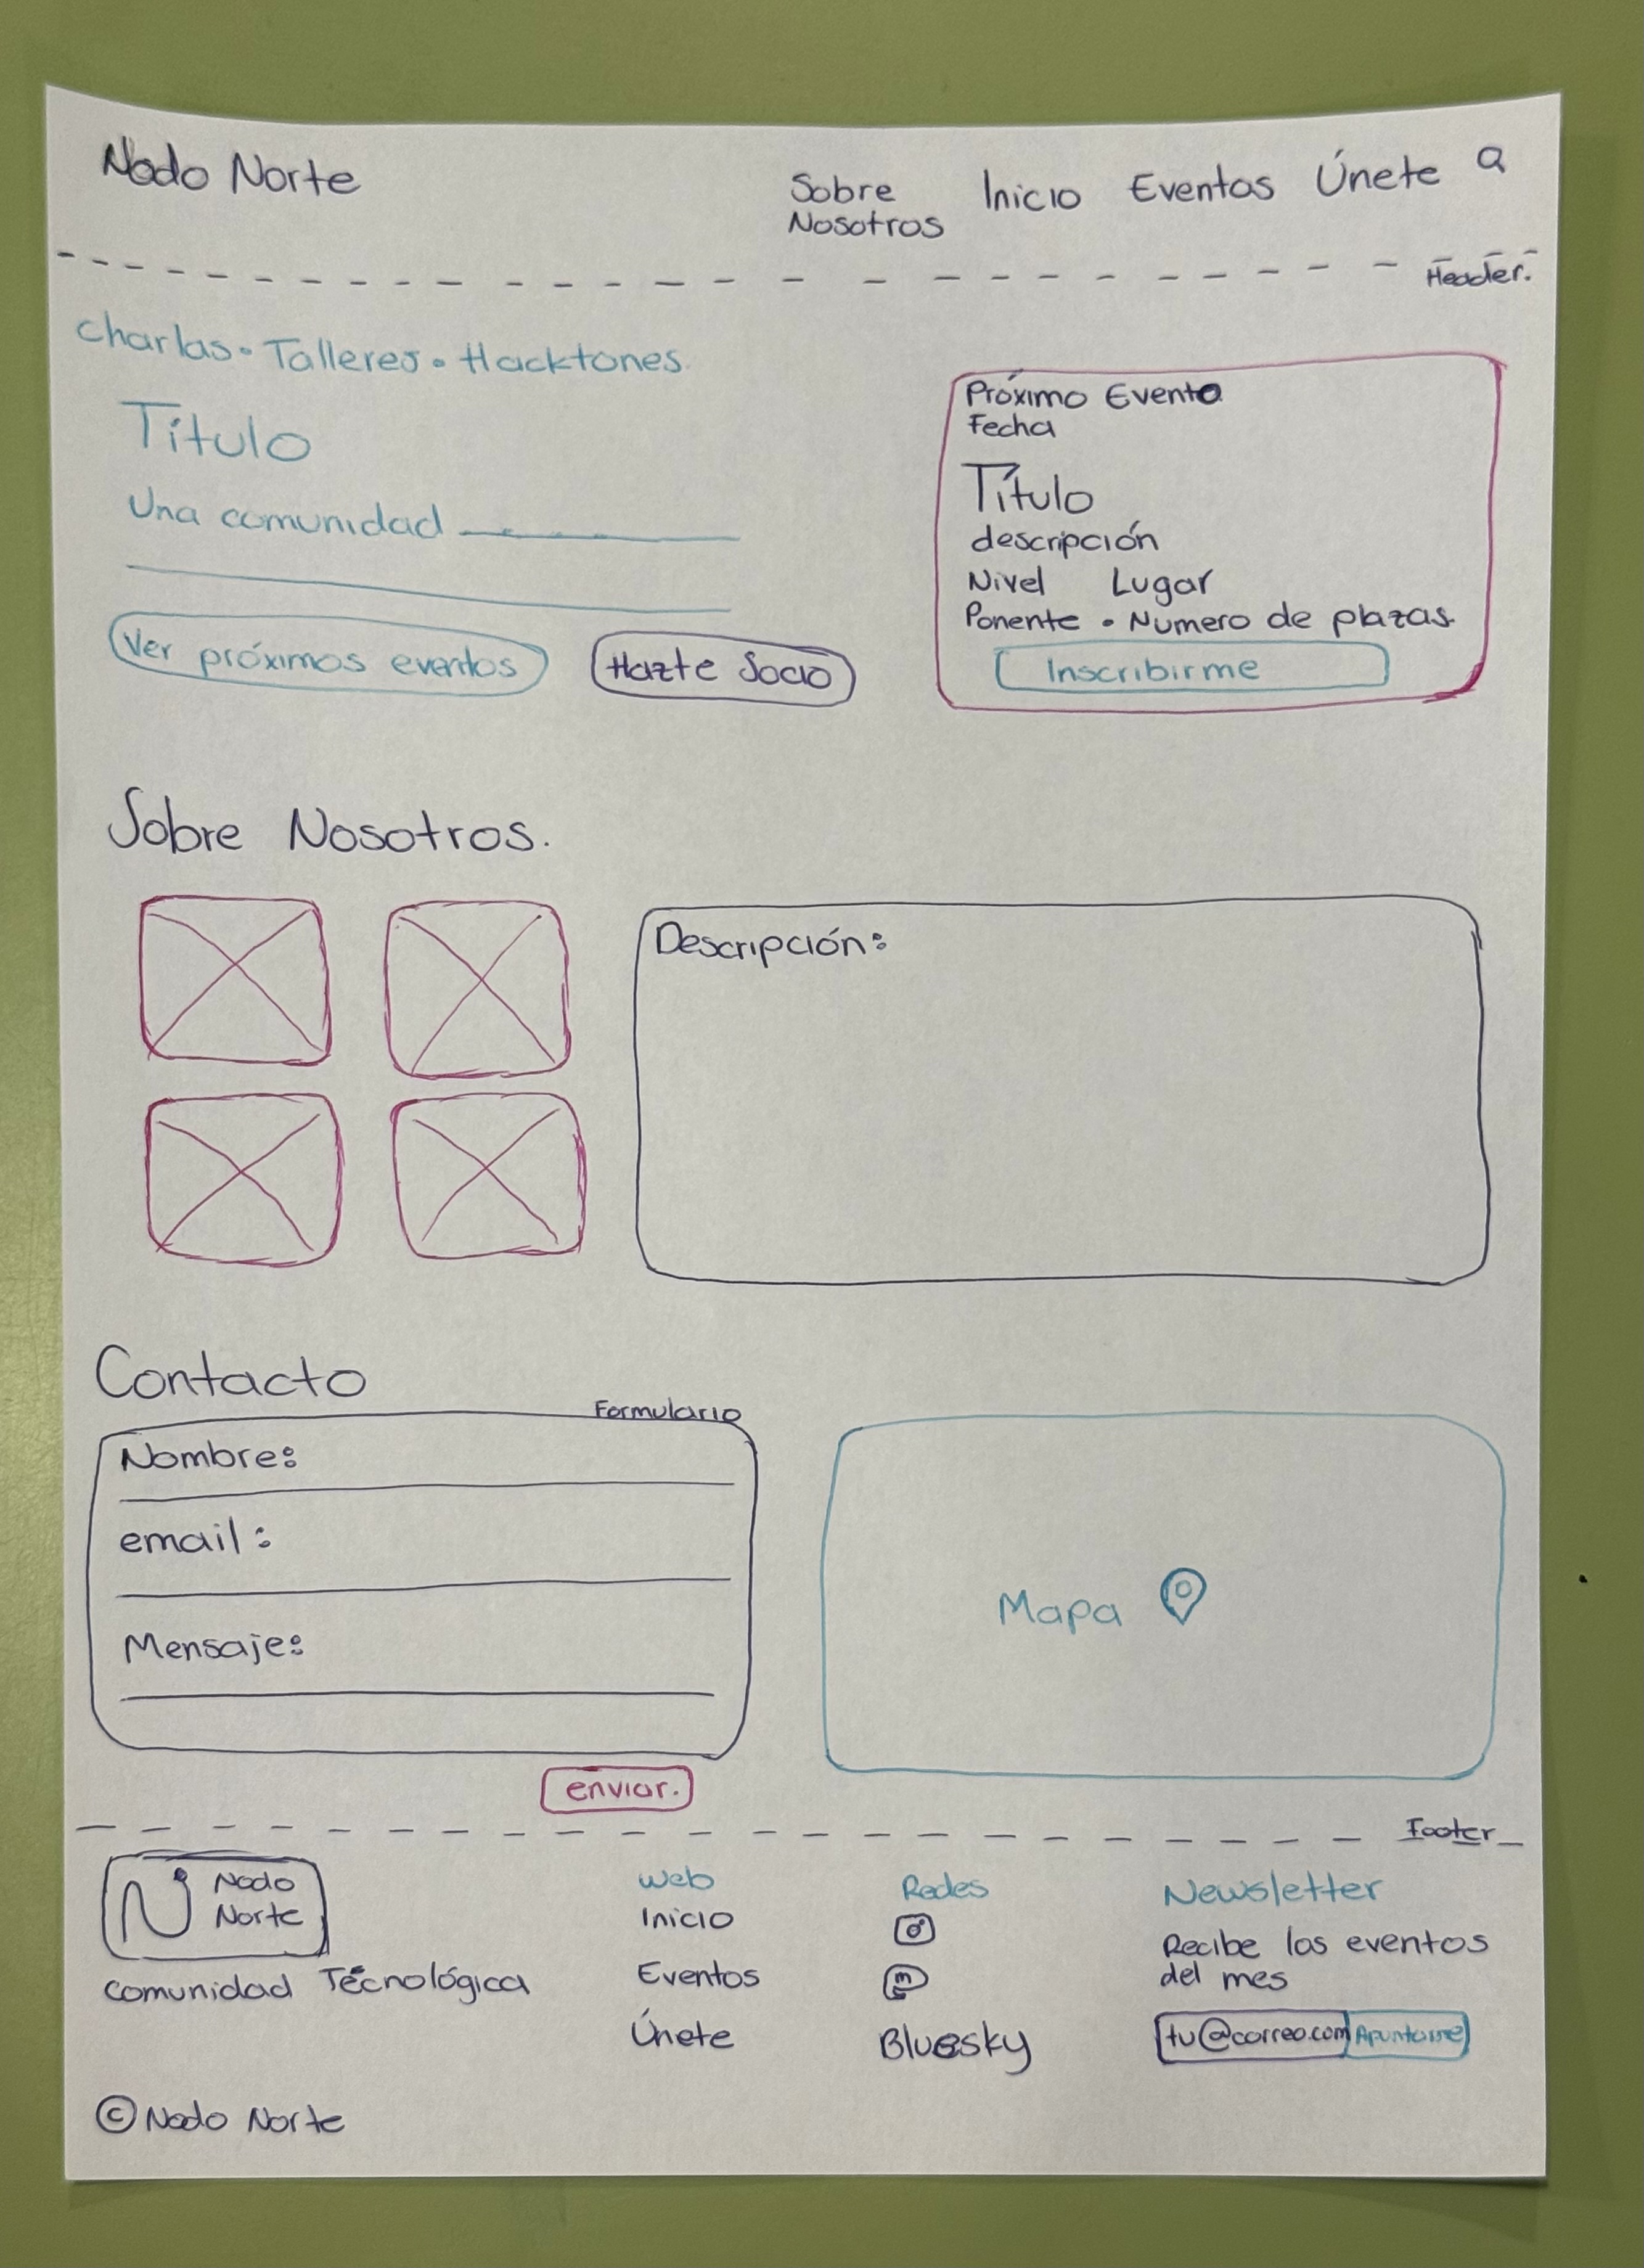 Nodo Norte
Sobre
Nosotros
Inicio
Eventos
Únete
Header.
Charlas • Talleres • Hacktones
Título
Una comunidad
Ver próximos eventos
Hazte Socio
Próximo Evento
Fecha
Título
descripción
Nivel Lugar
Ponente • Numero de plazas
Inscribirme
Sobre Nosotros.
Descripción:
Contacto
Formulario
Nombre:
email:
Mensaje:
enviar.
Mapa
Footer
Nodo
Norte
Comunidad Técnológica
Web
Inicio
Eventos
Únete
Redes
Bluesky
Newsletter
Recibe los eventos
del mes
tu@correo.com
Apuntarme
© Nodo Norte